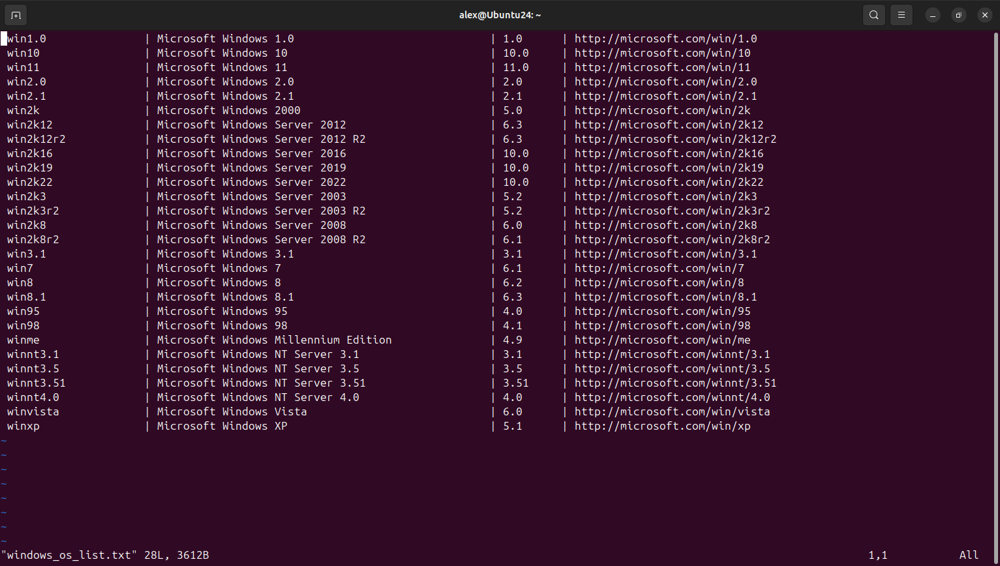 alex@Ubuntu24: ~
win1.0 | Microsoft Windows 1.0 | 1.0 | http://microsoft.com/win/1.0
win10 | Microsoft Windows 10 | 10.0 | http://microsoft.com/win/10
win11 | Microsoft Windows 11 | 11.0 | http://microsoft.com/win/11
win2.0 | Microsoft Windows 2.0 | 2.0 | http://microsoft.com/win/2.0
win2.1 | Microsoft Windows 2.1 | 2.1 | http://microsoft.com/win/2.1
win2k | Microsoft Windows 2000 | 5.0 | http://microsoft.com/win/2k
win2k12 | Microsoft Windows Server 2012 | 6.3 | http://microsoft.com/win/2k12
win2k12r2 | Microsoft Windows Server 2012 R2 | 6.3 | http://microsoft.com/win/2k12r2
win2k16 | Microsoft Windows Server 2016 | 10.0 | http://microsoft.com/win/2k16
win2k19 | Microsoft Windows Server 2019 | 10.0 | http://microsoft.com/win/2k19
win2k22 | Microsoft Windows Server 2022 | 10.0 | http://microsoft.com/win/2k22
win2k3 | Microsoft Windows Server 2003 | 5.2 | http://microsoft.com/win/2k3
win2k3r2 | Microsoft Windows Server 2003 R2 | 5.2 | http://microsoft.com/win/2k3r2
win2k8 | Microsoft Windows Server 2008 | 6.0 | http://microsoft.com/win/2k8
win2k8r2 | Microsoft Windows Server 2008 R2 | 6.1 | http://microsoft.com/win/2k8r2
win3.1 | Microsoft Windows 3.1 | 3.1 | http://microsoft.com/win/3.1
win7 | Microsoft Windows 7 | 6.1 | http://microsoft.com/win/7
win8 | Microsoft Windows 8 | 6.2 | http://microsoft.com/win/8
win8.1 | Microsoft Windows 8.1 | 6.3 | http://microsoft.com/win/8.1
win95 | Microsoft Windows 95 | 4.0 | http://microsoft.com/win/95
win98 | Microsoft Windows 98 | 4.1 | http://microsoft.com/win/98
winme | Microsoft Windows Millennium Edition | 4.9 | http://microsoft.com/win/me
winnt3.1 | Microsoft Windows NT Server 3.1 | 3.1 | http://microsoft.com/winnt/3.1
winnt3.5 | Microsoft Windows NT Server 3.5 | 3.5 | http://microsoft.com/winnt/3.5
winnt3.51 | Microsoft Windows NT Server 3.51 | 3.51 | http://microsoft.com/winnt/3.51
winnt4.0 | Microsoft Windows NT Server 4.0 | 4.0 | http://microsoft.com/winnt/4.0
winvista | Microsoft Windows Vista | 6.0 | http://microsoft.com/win/vista
winxp | Microsoft Windows XP | 5.1 | http://microsoft.com/win/xp
~
~
~
~
~
~
~
~
"windows_os_list.txt" 28L, 3612B 1,1 All